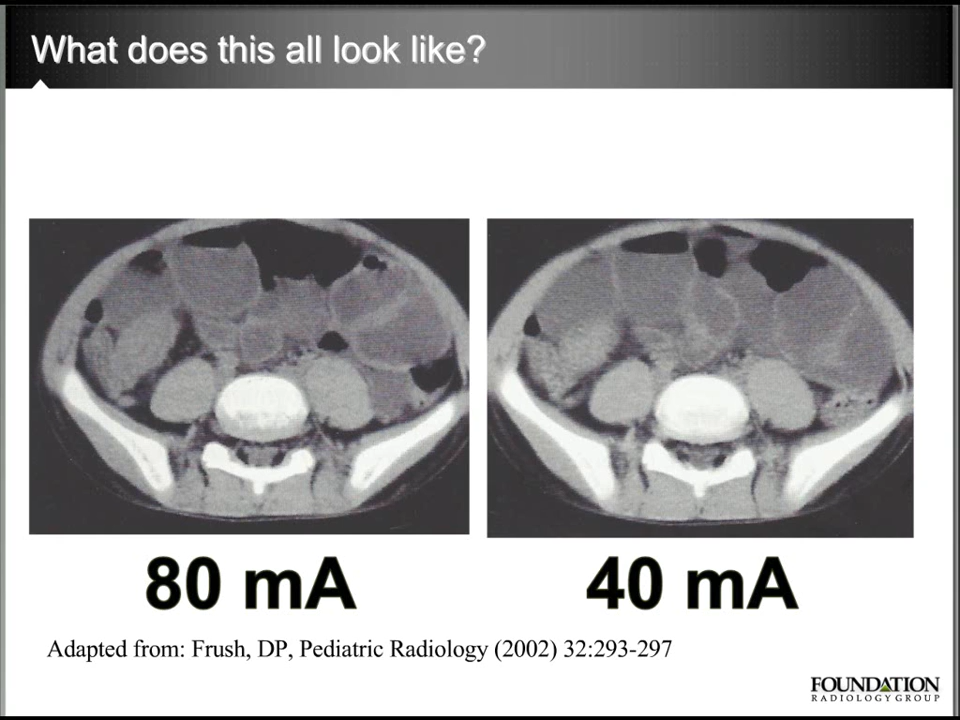 What does this all look like?
80 mA
40 mA
Adapted from: Frush, DP, Pediatric Radiology (2002) 32:293-297
FOUNDATION
RADIOLOGY GROUP